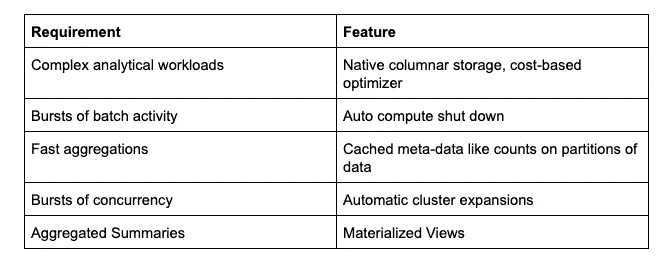 Requirement Feature
Complex analytical workloads Native columnar storage, cost-based
optimizer
Bursts of batch activity Auto compute shut down
Fast aggregations Cached meta-data like counts on partitions of
data
Bursts of concurrency Automatic cluster expansions
Aggregated Summaries Materialized Views